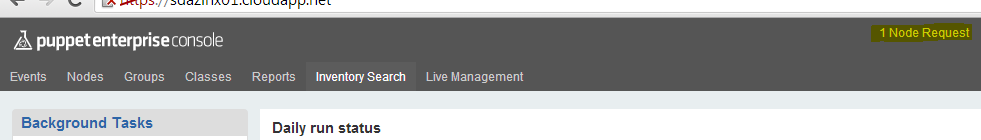 https://sdazlnx01.cloudapp.net
puppet enterprise console
1 Node Request
Events Nodes Groups Classes Reports Inventory Search Live Management
Background Tasks
Daily run status